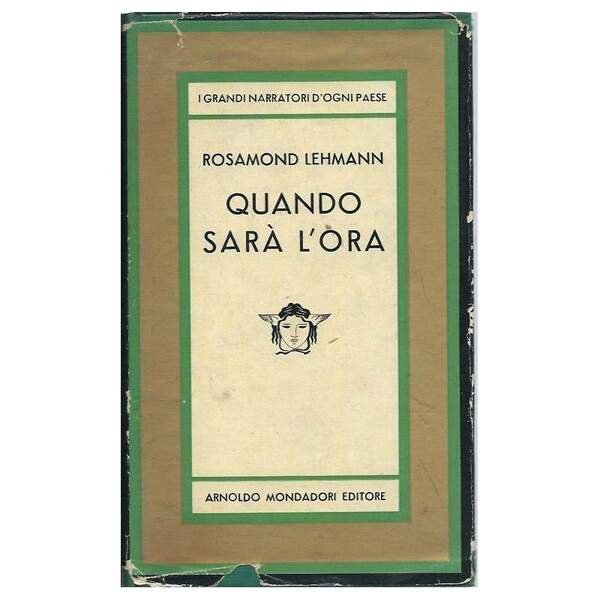 I GRANDI NARRATORI D'OGNI PAESE
ROSAMOND LEHMANN
QUANDO
SARÀ L'ORA
ARNOLDO MONDADORI EDITORE